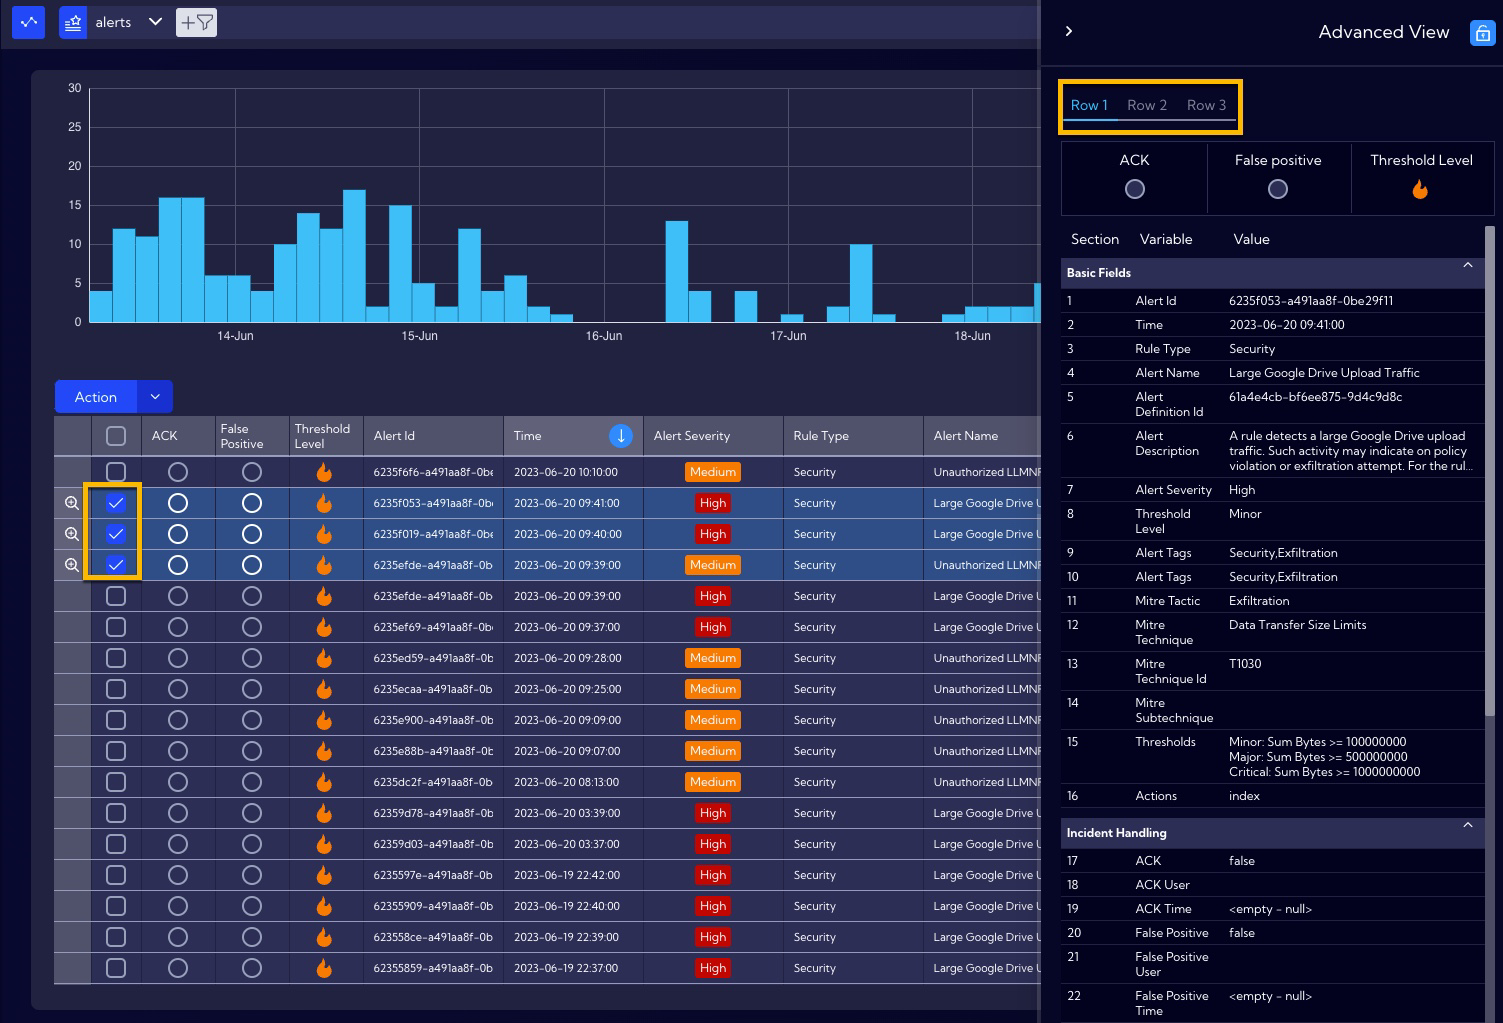 alerts
Advanced View
Row 1 Row 2 Row 3
ACK False positive Threshold Level
30
25
20
15
10
5
0
14-Jun 15-Jun 16-Jun 17-Jun 18-Jun
Action
ACK False Positive Threshold Level Alert Id Time Alert Severity Rule Type Alert Name
6235f6f6-a491aa8f-0be 2023-06-20 10:10:00 Medium Security Unauthorized LLMNR
6235f053-a491aa8f-0be 2023-06-20 09:41:00 High Security Large Google Drive U
6235f019-a491aa8f-0be 2023-06-20 09:40:00 High Security Large Google Drive U
6235efde-a491aa8f-0b 2023-06-20 09:39:00 Medium Security Unauthorized LLMNR
6235efde-a491aa8f-0b 2023-06-20 09:39:00 High Security Large Google Drive U
6235ef69-a491aa8f-0b 2023-06-20 09:37:00 High Security Large Google Drive U
6235ed59-a491aa8f-0b 2023-06-20 09:28:00 Medium Security Unauthorized LLMNR
6235ecaa-a491aa8f-0b 2023-06-20 09:25:00 Medium Security Unauthorized LLMNR
6235e900-a491aa8f-0b 2023-06-20 09:09:00 Medium Security Unauthorized LLMNR
6235e88b-a491aa8f-0b 2023-06-20 09:07:00 Medium Security Unauthorized LLMNR
6235dc2f-a491aa8f-0b 2023-06-20 08:13:00 Medium Security Unauthorized LLMNR
62359d78-a491aa8f-0b 2023-06-20 03:39:00 High Security Large Google Drive U
62359d03-a491aa8f-0b 2023-06-20 03:37:00 High Security Large Google Drive U
6235597e-a491aa8f-0b 2023-06-19 22:42:00 High Security Large Google Drive U
62355909-a491aa8f-0b 2023-06-19 22:40:00 High Security Large Google Drive U
623558ce-a491aa8f-0b 2023-06-19 22:39:00 High Security Large Google Drive U
62355859-a491aa8f-0b 2023-06-19 22:37:00 High Security Large Google Drive U
Section Variable Value
Basic Fields
1 Alert Id 6235f053-a491aa8f-0be29f11
2 Time 2023-06-20 09:41:00
3 Rule Type Security
4 Alert Name Large Google Drive Upload Traffic
5 Alert Definition Id 61a4e4cb-bf6ee875-9d4c9d8c
6 Alert Description A rule detects a large Google Drive upload
traffic. Such activity may indicate on policy
violation or exfiltration attempt. For the rul...
7 Alert Severity High
8 Threshold Level Minor
9 Alert Tags Security,Exfiltration
10 Alert Tags Security,Exfiltration
11 Mitre Tactic Exfiltration
12 Mitre Technique Data Transfer Size Limits
13 Mitre Technique Id T1030
14 Mitre Subtechnique
15 Thresholds Minor: Sum Bytes >= 100000000
Major: Sum Bytes >= 500000000
Critical: Sum Bytes >= 1000000000
16 Actions index
Incident Handling
17 ACK false
18 ACK User
19 ACK Time <empty - null>
20 False Positive false
21 False Positive User
22 False Positive Time <empty - null>